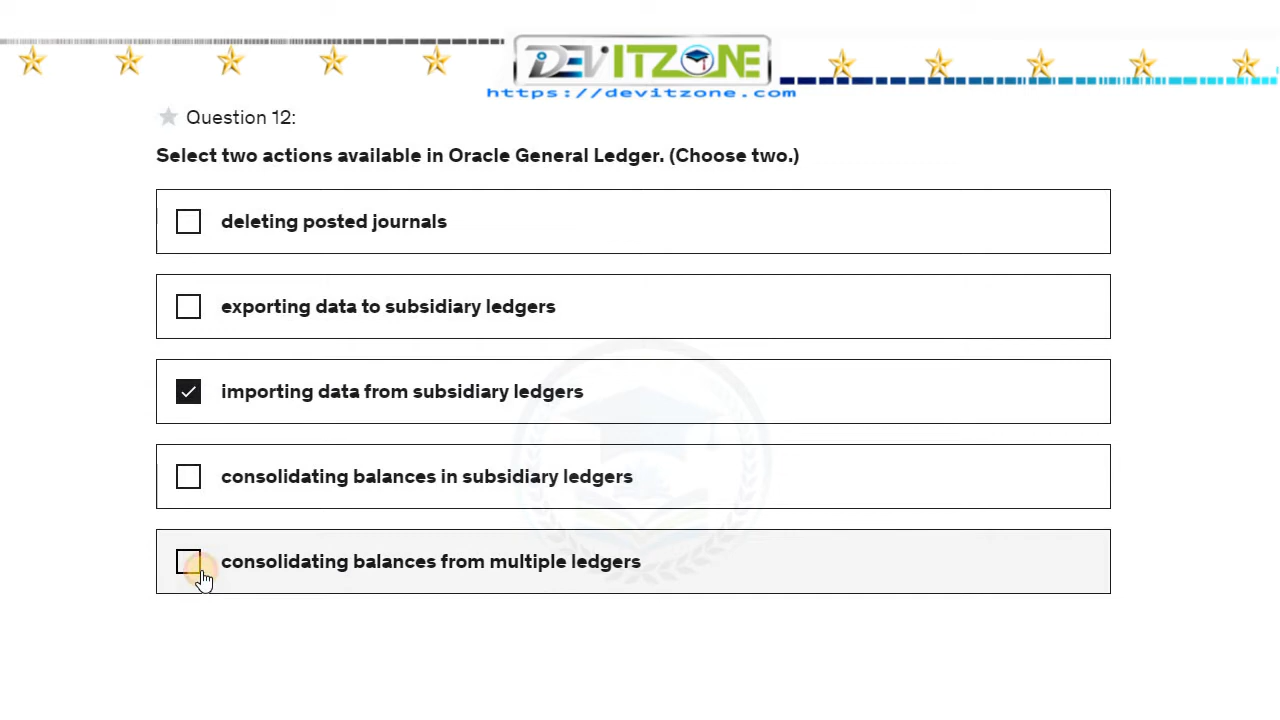 DEVITZONE
https://devitzone.com
Question 12:
Select two actions available in Oracle General Ledger. (Choose two.)
deleting posted journals
exporting data to subsidiary ledgers
importing data from subsidiary ledgers
consolidating balances in subsidiary ledgers
consolidating balances from multiple ledgers